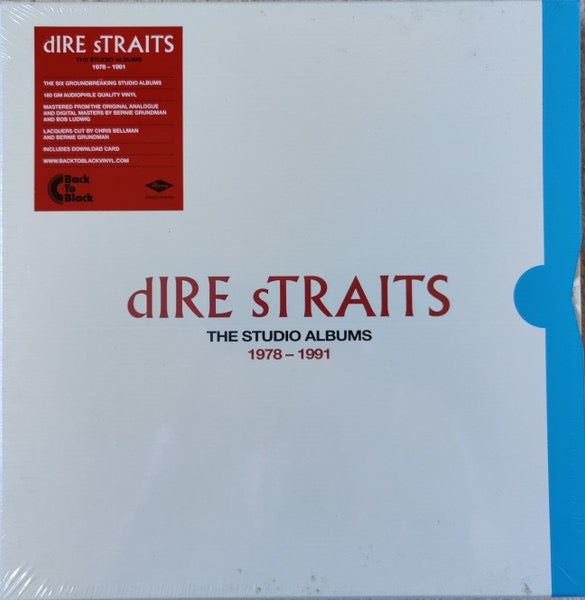 dIRE sTRAITS
THE STUDIO ALBUMS
1978 – 1991
THE SIX GROUNDBREAKING STUDIO ALBUMS
180 GM AUDIOPHILE QUALITY VINYL
MASTERED FROM THE ORIGINAL ANALOGUE
AND DIGITAL MASTERS BY BERNIE GRUNDMAN
AND BOB LUDWIG
LACQUERS CUT BY CHRIS BELLMAN
AND BERNIE GRUNDMAN
INCLUDES DOWNLOAD CARD
WWW.BACKTOBLACKVINYL.COM
Back
To
Black
dIRE sTRAITS
THE STUDIO ALBUMS
1978 – 1991